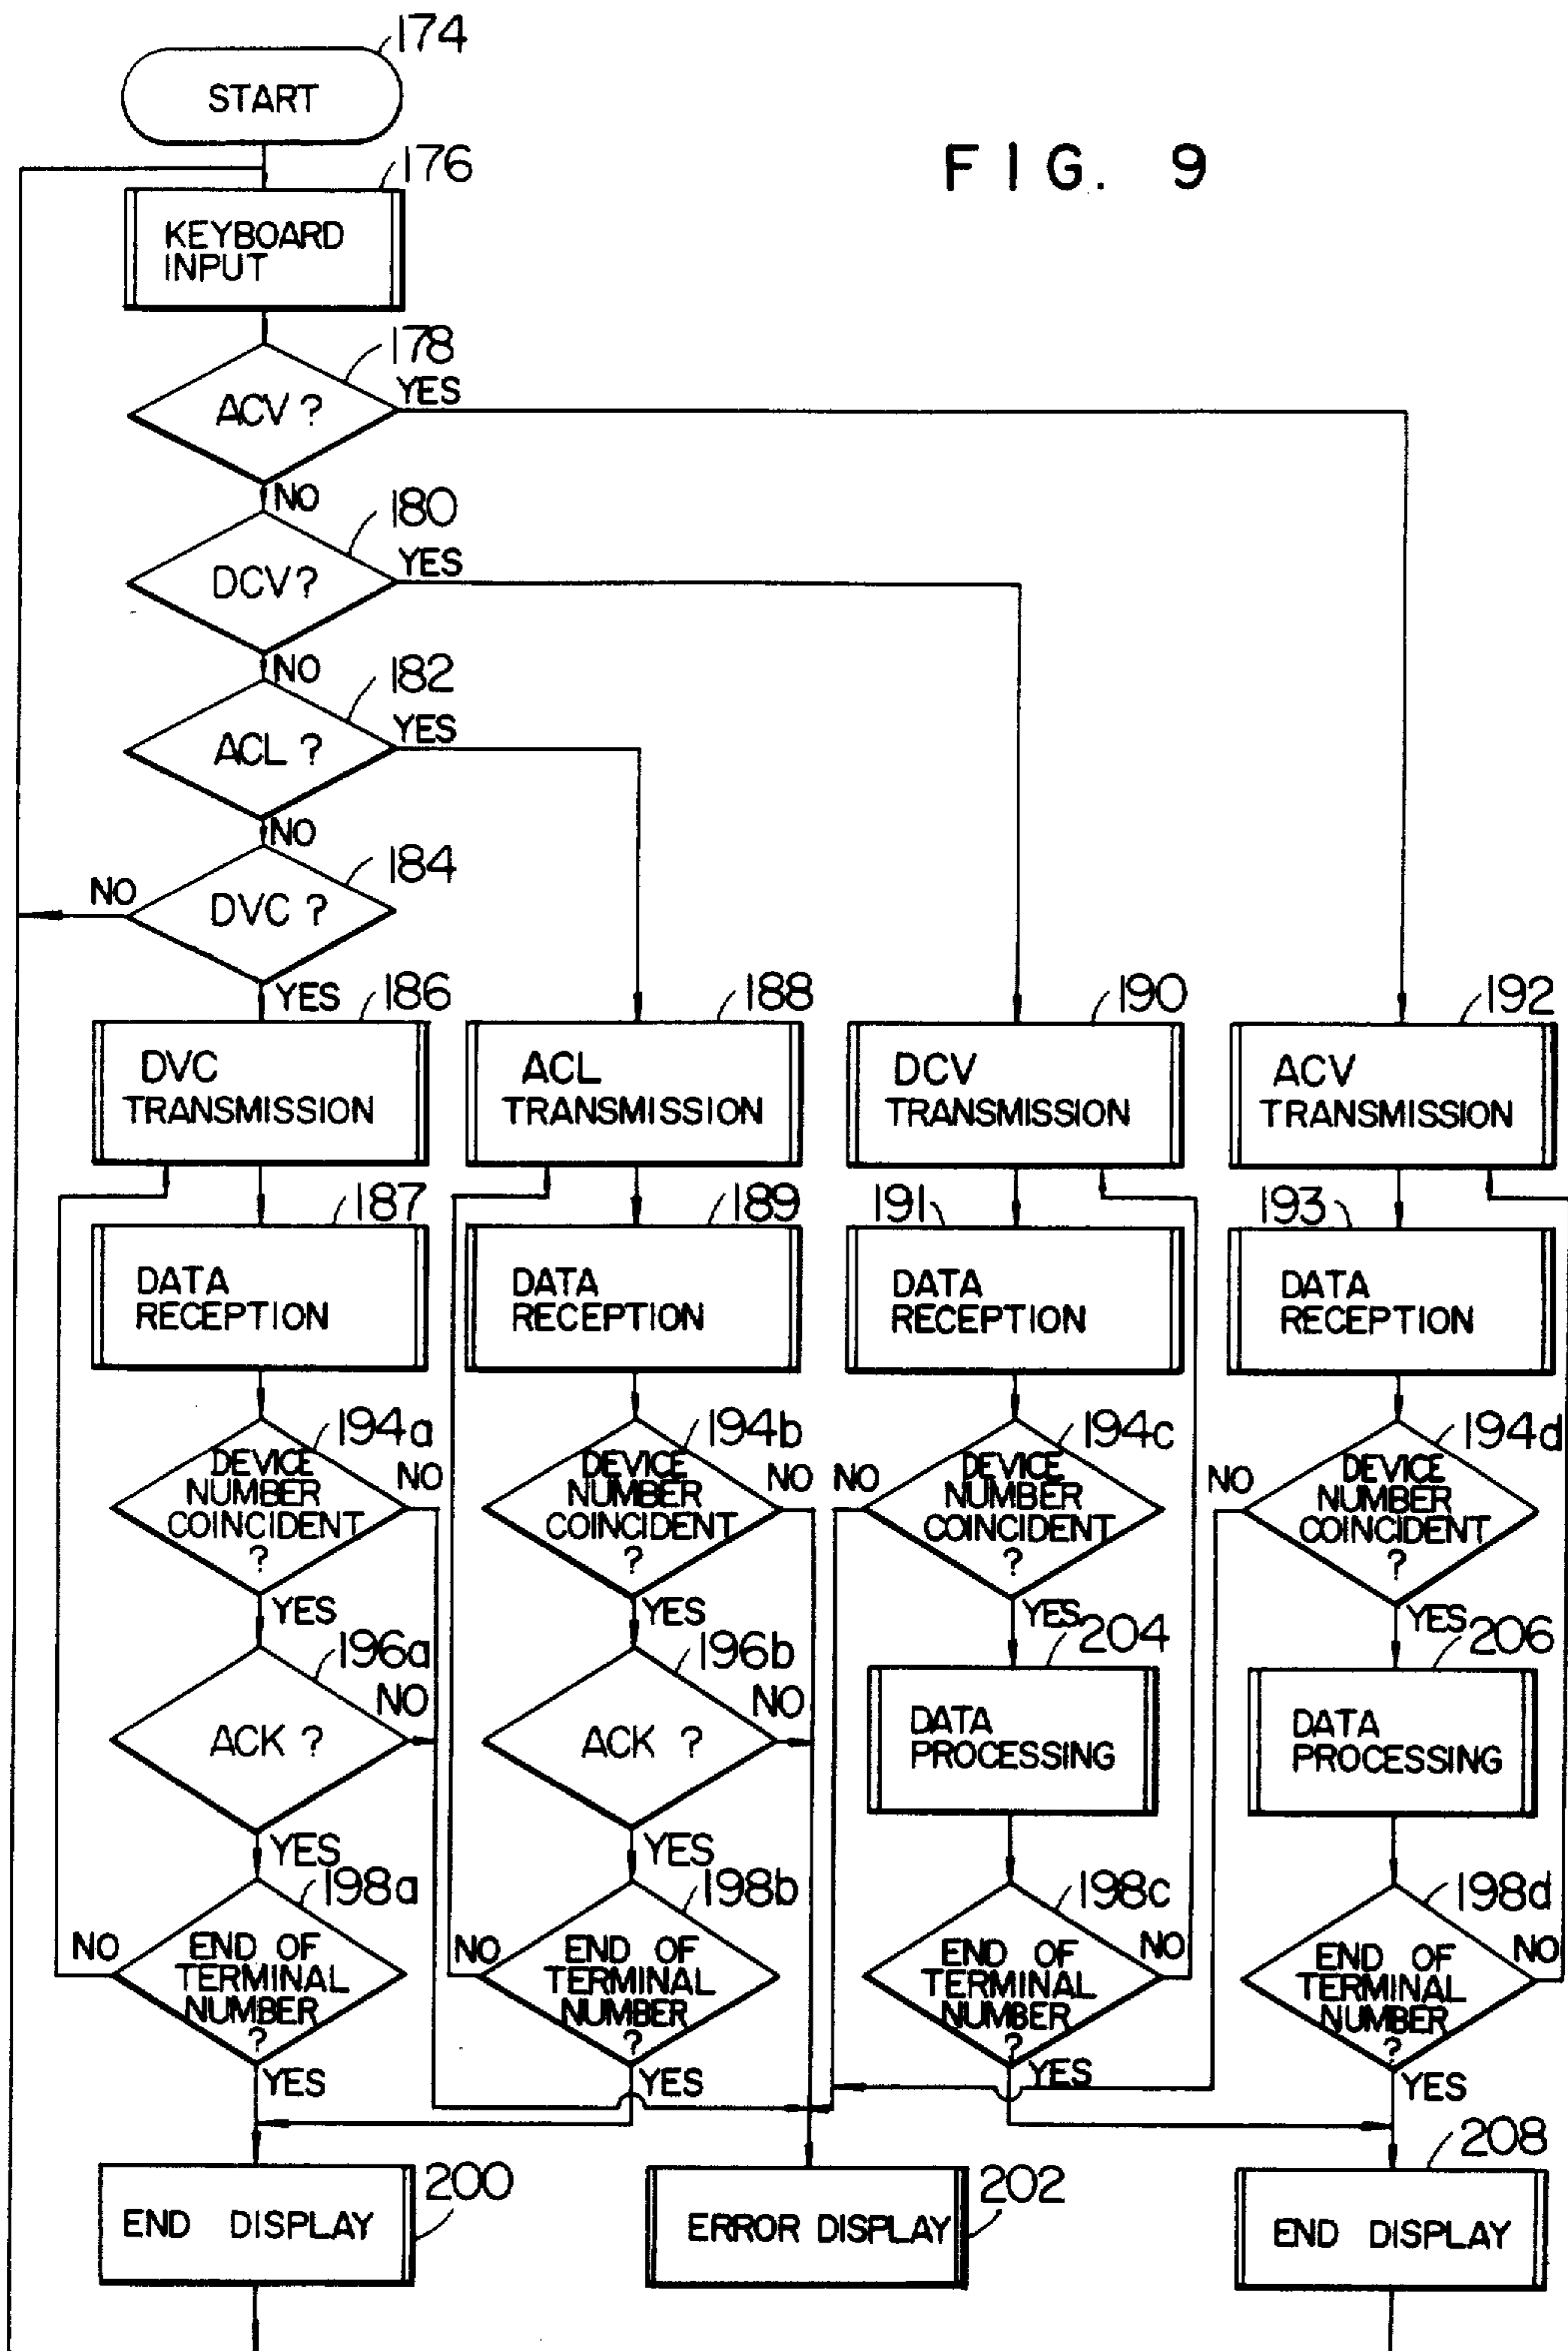 174
START
FIG. 9
176
KEYBOARD
INPUT
178
ACV ?
YES
NO
180
DCV?
YES
NO
182
ACL ?
YES
NO
184
DVC ?
NO
YES
186
DVC
TRANSMISSION
188
ACL
TRANSMISSION
190
DCV
TRANSMISSION
192
ACV
TRANSMISSION
187
DATA
RECEPTION
189
DATA
RECEPTION
191
DATA
RECEPTION
193
DATA
RECEPTION
194a
DEVICE
NUMBER
COINCIDENT
?
NO
YES
194b
DEVICE
NUMBER
COINCIDENT
?
NO
YES
194c
DEVICE
NUMBER
COINCIDENT
?
NO
YES
194d
DEVICE
NUMBER
COINCIDENT
?
NO
YES
196a
ACK ?
NO
YES
196b
ACK ?
NO
YES
204
DATA
PROCESSING
206
DATA
PROCESSING
198a
END OF
TERMINAL
NUMBER
?
NO
YES
198b
END OF
TERMINAL
NUMBER
?
NO
YES
198c
END OF
TERMINAL
NUMBER
?
NO
YES
198d
END OF
TERMINAL
NUMBER
?
NO
YES
200
END DISPLAY
202
ERROR DISPLAY
208
END DISPLAY